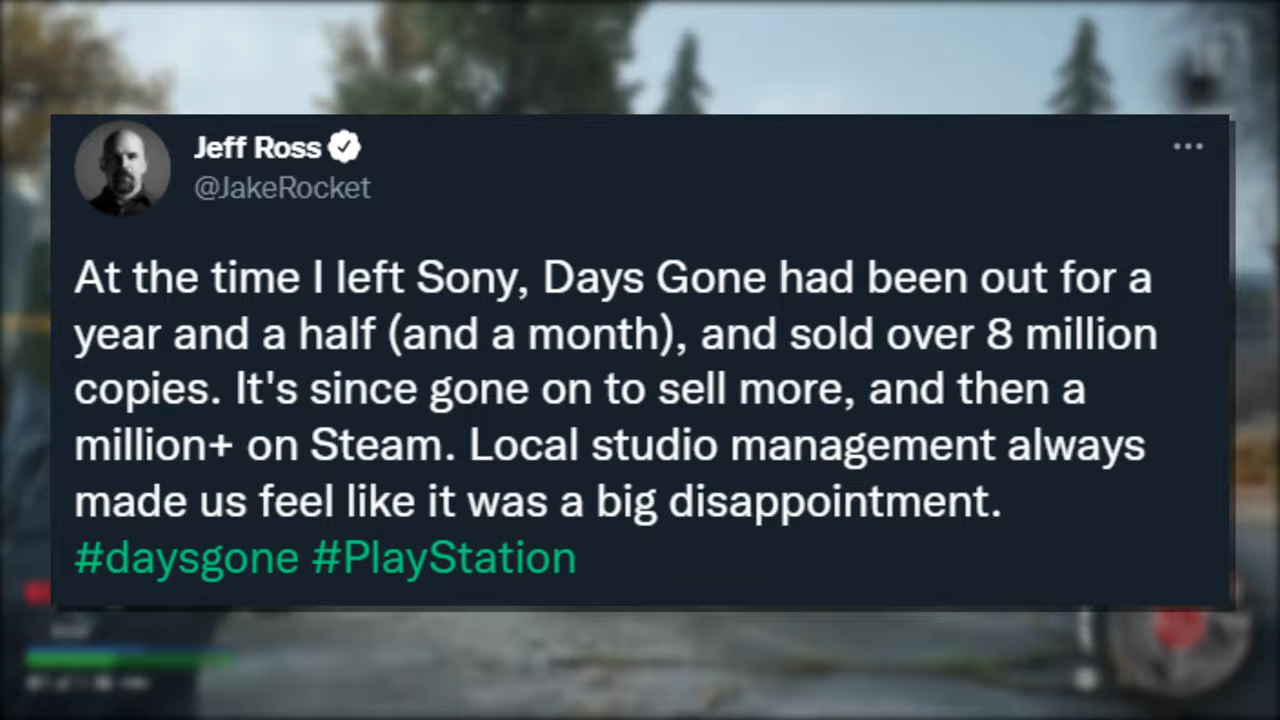 Jeff Ross
@JakeRocket
At the time I left Sony, Days Gone had been out for a
year and a half (and a month), and sold over 8 million
copies. It's since gone on to sell more, and then a
million+ on Steam. Local studio management always
made us feel like it was a big disappointment.
#daysgone #PlayStation